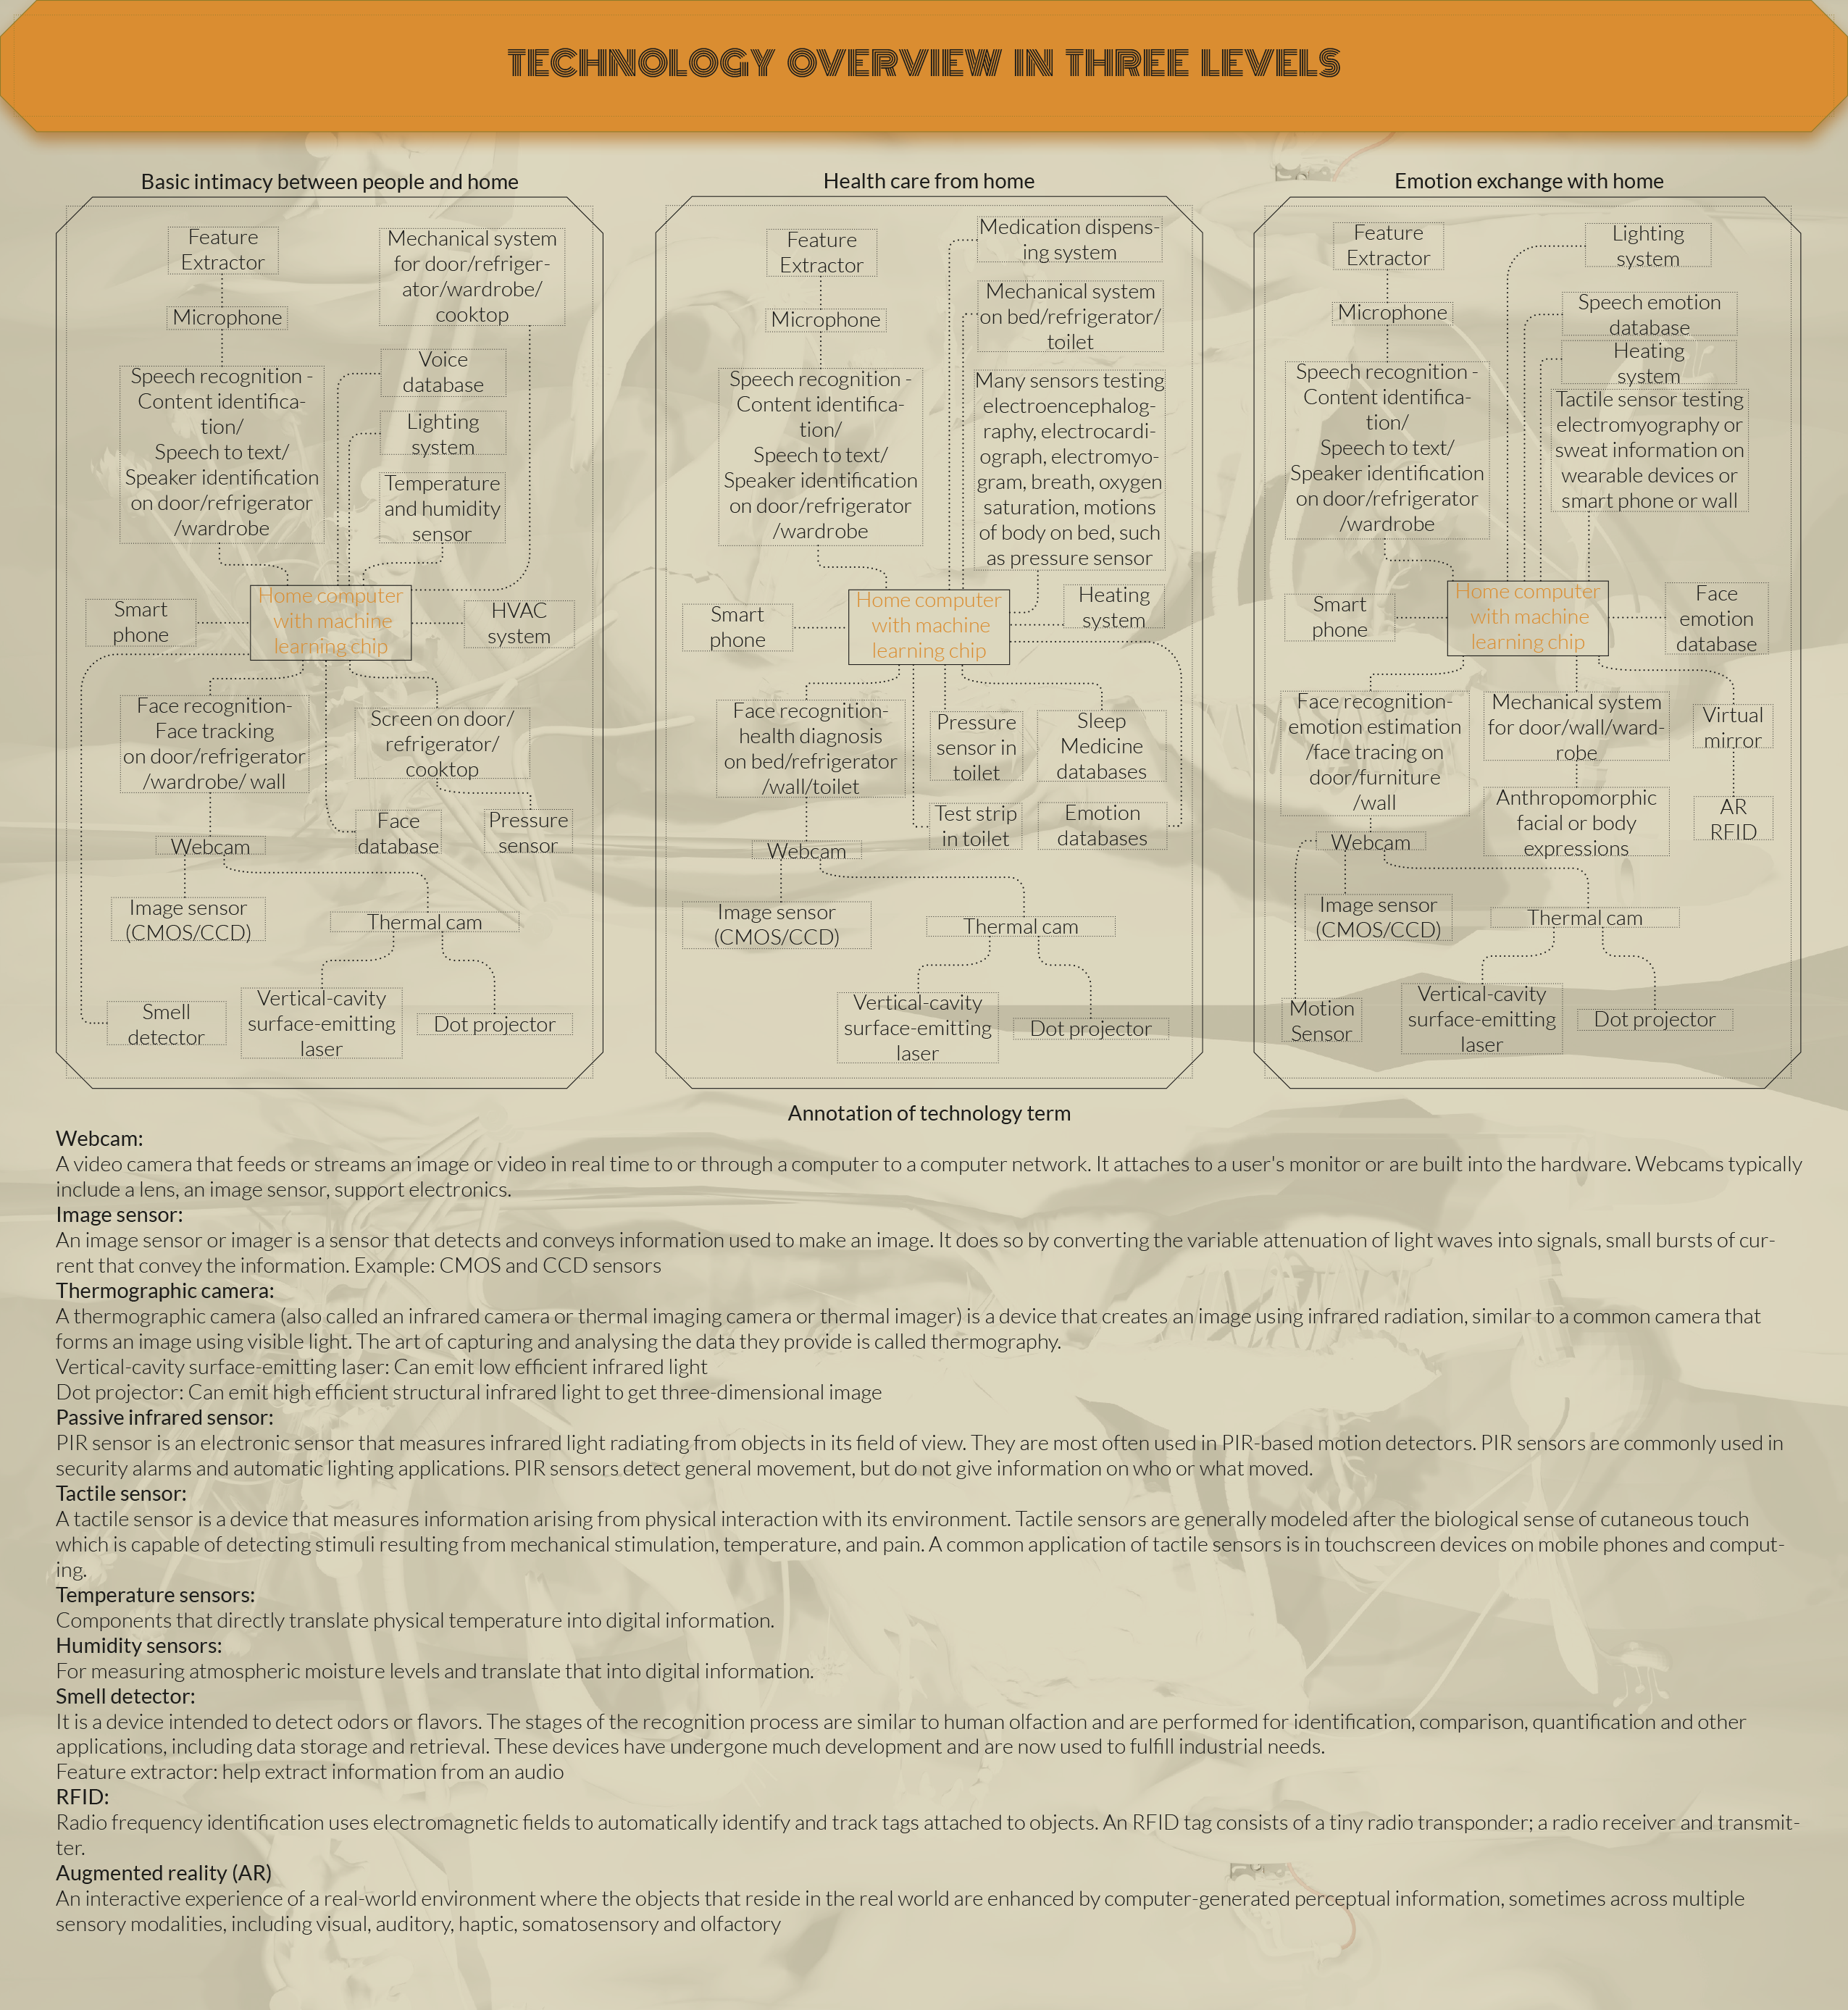 TECHNOLOGY OVERVIEW IN THREE LEVELS
Basic intimacy between people and home
Feature
Extractor
Mechanical system
for door/refriger-
ator/wardrobe/
cooktop
Microphone
Voice
database
Speech recognition -
Content identifica-
tion/
Speech to text/
Speaker identification
on door/refrigerator
/wardrobe
Lighting
system
Temperature
and humidity
sensor
Smart
phone
Home computer
with machine
learning chip
HVAC
system
Face recognition-
Face tracking
on door/refrigerator
/wardrobe/ wall
Screen on door/
refrigerator/
cooktop
Face
database
Pressure
sensor
Webcam
Image sensor
(CMOS/CCD)
Thermal cam
Smell
detector
Vertical-cavity
surface-emitting
laser
Dot projector
Health care from home
Feature
Extractor
Medication dispens-
ing system
Mechanical system
on bed/refrigerator/
toilet
Microphone
Speech recognition -
Content identifica-
tion/
Speech to text/
Speaker identification
on door/refrigerator
/wardrobe
Many sensors testing
electroencephalog-
raphy, electrocardi-
ograph, electromyo-
gram, breath, oxygen
saturation, motions
of body on bed, such
as pressure sensor
Smart
phone
Home computer
with machine
learning chip
Heating
system
Face recognition-
health diagnosis
on bed/refrigerator
/wall/toilet
Pressure
sensor in
toilet
Sleep
Medicine
databases
Test strip
in toilet
Emotion
databases
Webcam
Image sensor
(CMOS/CCD)
Thermal cam
Vertical-cavity
surface-emitting
laser
Dot projector
Emotion exchange with home
Feature
Extractor
Lighting
system
Microphone
Speech emotion
database
Heating
system
Speech recognition -
Content identifica-
tion/
Speech to text/
Speaker identification
on door/refrigerator
/wardrobe
Tactile sensor testing
electromyography or
sweat information on
wearable devices or
smart phone or wall
Smart
phone
Home computer
with machine
learning chip
Face
emotion
database
Face recognition-
emotion estimation
/face tracing on
door/furniture
/wall
Mechanical system
for door/wall/ward-
robe
Virtual
mirror
Anthropomorphic
facial or body
expressions
AR
RFID
Webcam
Image sensor
(CMOS/CCD)
Thermal cam
Motion
Sensor
Vertical-cavity
surface-emitting
laser
Dot projector
Annotation of technology term
Webcam:
A video camera that feeds or streams an image or video in real time to or through a computer to a computer network. It attaches to a user's monitor or are built into the hardware. Webcams typically
include a lens, an image sensor, support electronics.
Image sensor:
An image sensor or imager is a sensor that detects and conveys information used to make an image. It does so by converting the variable attenuation of light waves into signals, small bursts of cur-
rent that convey the information. Example: CMOS and CCD sensors
Thermographic camera:
A thermographic camera (also called an infrared camera or thermal imaging camera or thermal imager) is a device that creates an image using infrared radiation, similar to a common camera that
forms an image using visible light. The art of capturing and analysing the data they provide is called thermography.
Vertical-cavity surface-emitting laser: Can emit low efficient infrared light
Dot projector: Can emit high efficient structural infrared light to get three-dimensional image
Passive infrared sensor:
PIR sensor is an electronic sensor that measures infrared light radiating from objects in its field of view. They are most often used in PIR-based motion detectors. PIR sensors are commonly used in
security alarms and automatic lighting applications. PIR sensors detect general movement, but do not give information on who or what moved.
Tactile sensor:
A tactile sensor is a device that measures information arising from physical interaction with its environment. Tactile sensors are generally modeled after the biological sense of cutaneous touch
which is capable of detecting stimuli resulting from mechanical stimulation, temperature, and pain. A common application of tactile sensors is in touchscreen devices on mobile phones and comput-
ing.
Temperature sensors:
Components that directly translate physical temperature into digital information.
Humidity sensors:
For measuring atmospheric moisture levels and translate that into digital information.
Smell detector:
It is a device intended to detect odors or flavors. The stages of the recognition process are similar to human olfaction and are performed for identification, comparison, quantification and other
applications, including data storage and retrieval. These devices have undergone much development and are now used to fulfill industrial needs.
Feature extractor: help extract information from an audio
RFID:
Radio frequency identification uses electromagnetic fields to automatically identify and track tags attached to objects. An RFID tag consists of a tiny radio transponder; a radio receiver and transmit-
ter.
Augmented reality (AR)
An interactive experience of a real-world environment where the objects that reside in the real world are enhanced by computer-generated perceptual information, sometimes across multiple
sensory modalities, including visual, auditory, haptic, somatosensory and olfactory